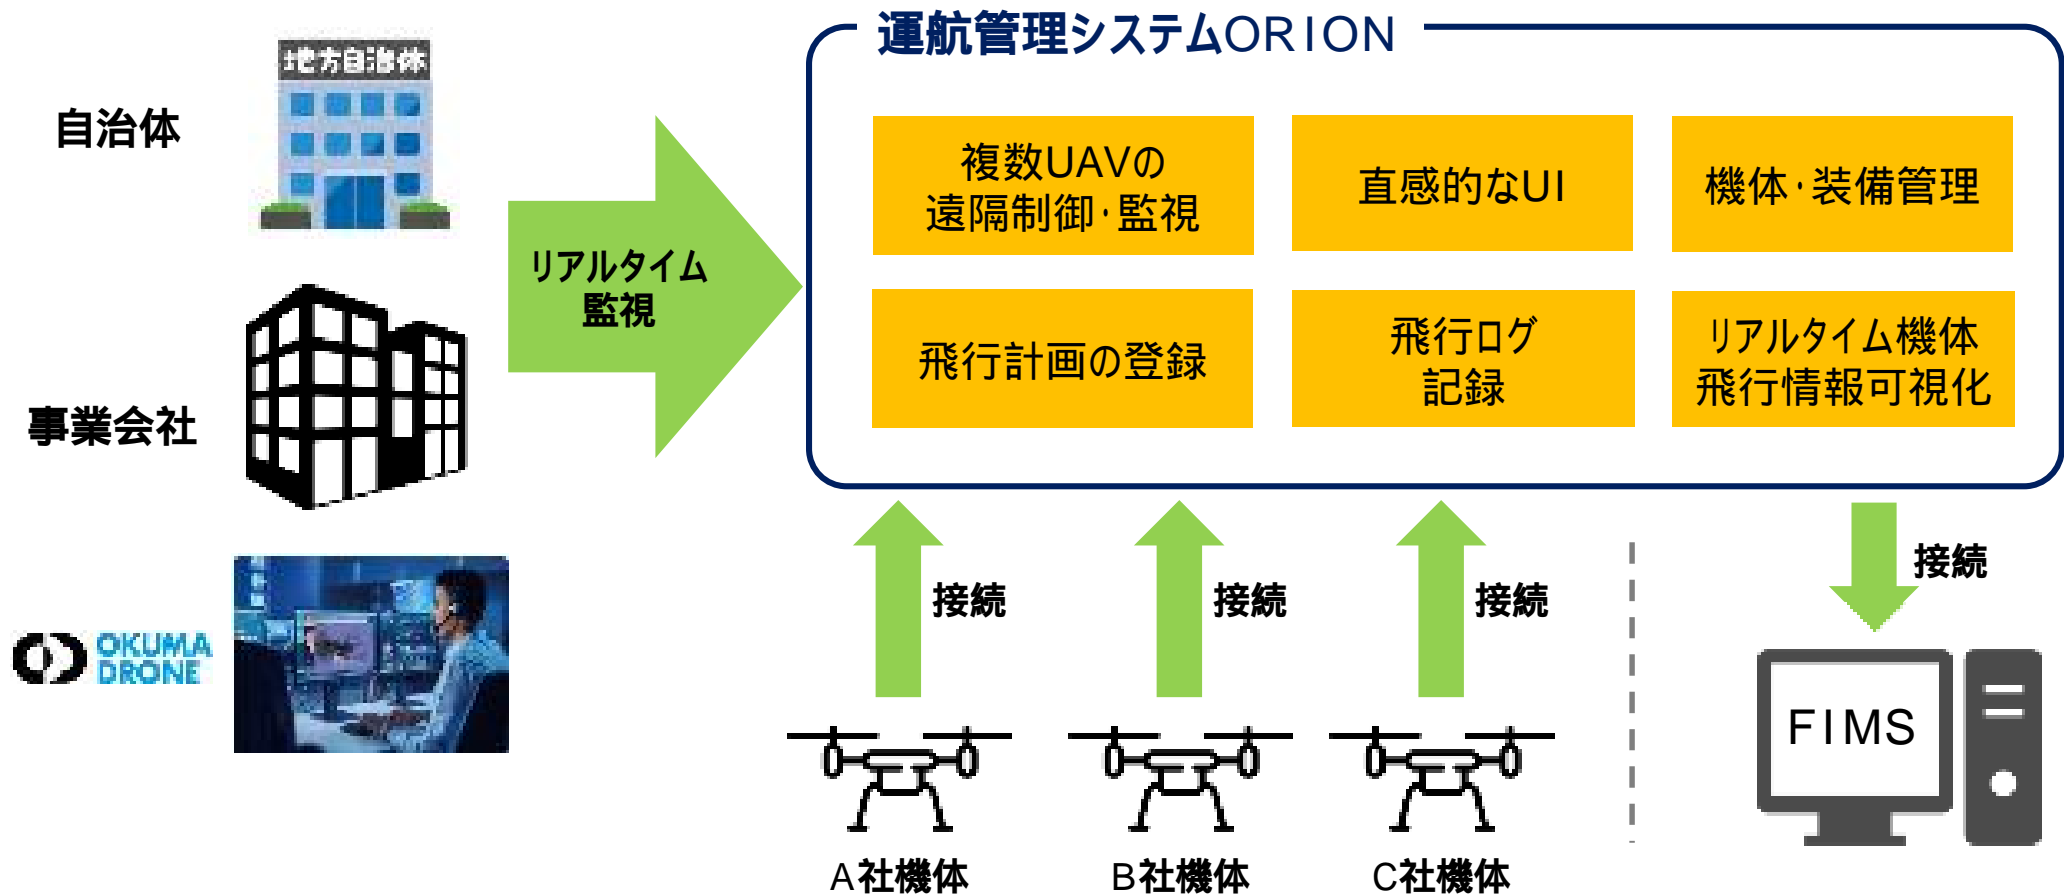 運航管理システムORION
地方自治体
自治体
事業会社
OKUMA
DRONE
リアルタイム
監視
複数UAVの
遠隔制御・監視
直感的なUI
機体・装備管理
飛行計画の登録
飛行ログ
記録
リアルタイム機体
飛行情報可視化
接続
接続
接続
接続
A社機体
B社機体
C社機体
FIMS